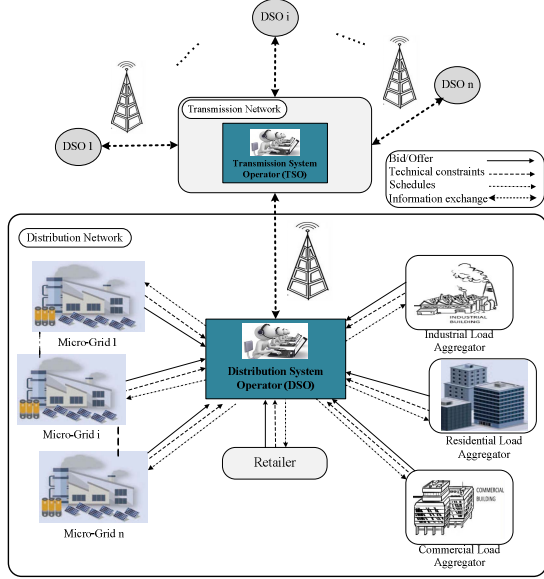 DSO i
DSO n
DSO 1
Transmission Network
Transmission System
Operator (TSO)
Bid/Offer
Technical constraints
Schedules
Information exchange
Distribution Network
Micro-Grid 1
INDUSTRIAL
BUILDING
Industrial Load
Aggregator
Distribution System
Operator (DSO)
Micro-Grid i
Residential Load
Aggregator
Retailer
COMMERCIAL
BUILDING
Micro-Grid n
Commercial Load
Aggregator